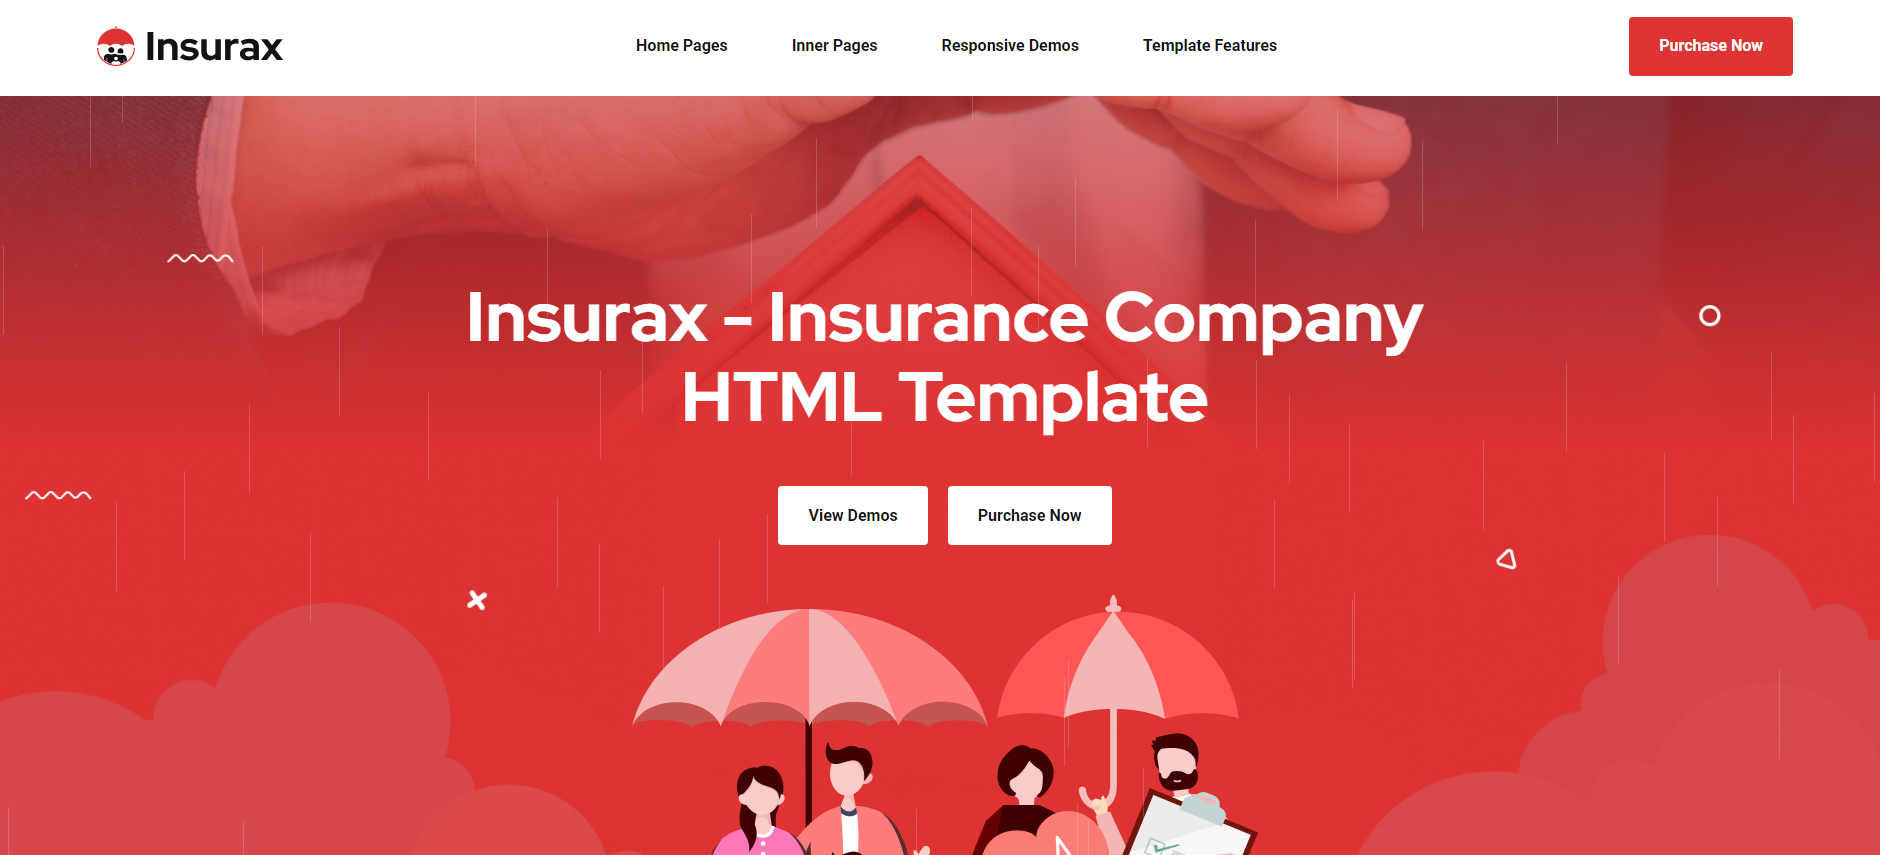 Insurax
Home Pages
Inner Pages
Responsive Demos
Template Features
Purchase Now
Insurax - Insurance Company
HTML Template
View Demos
Purchase Now